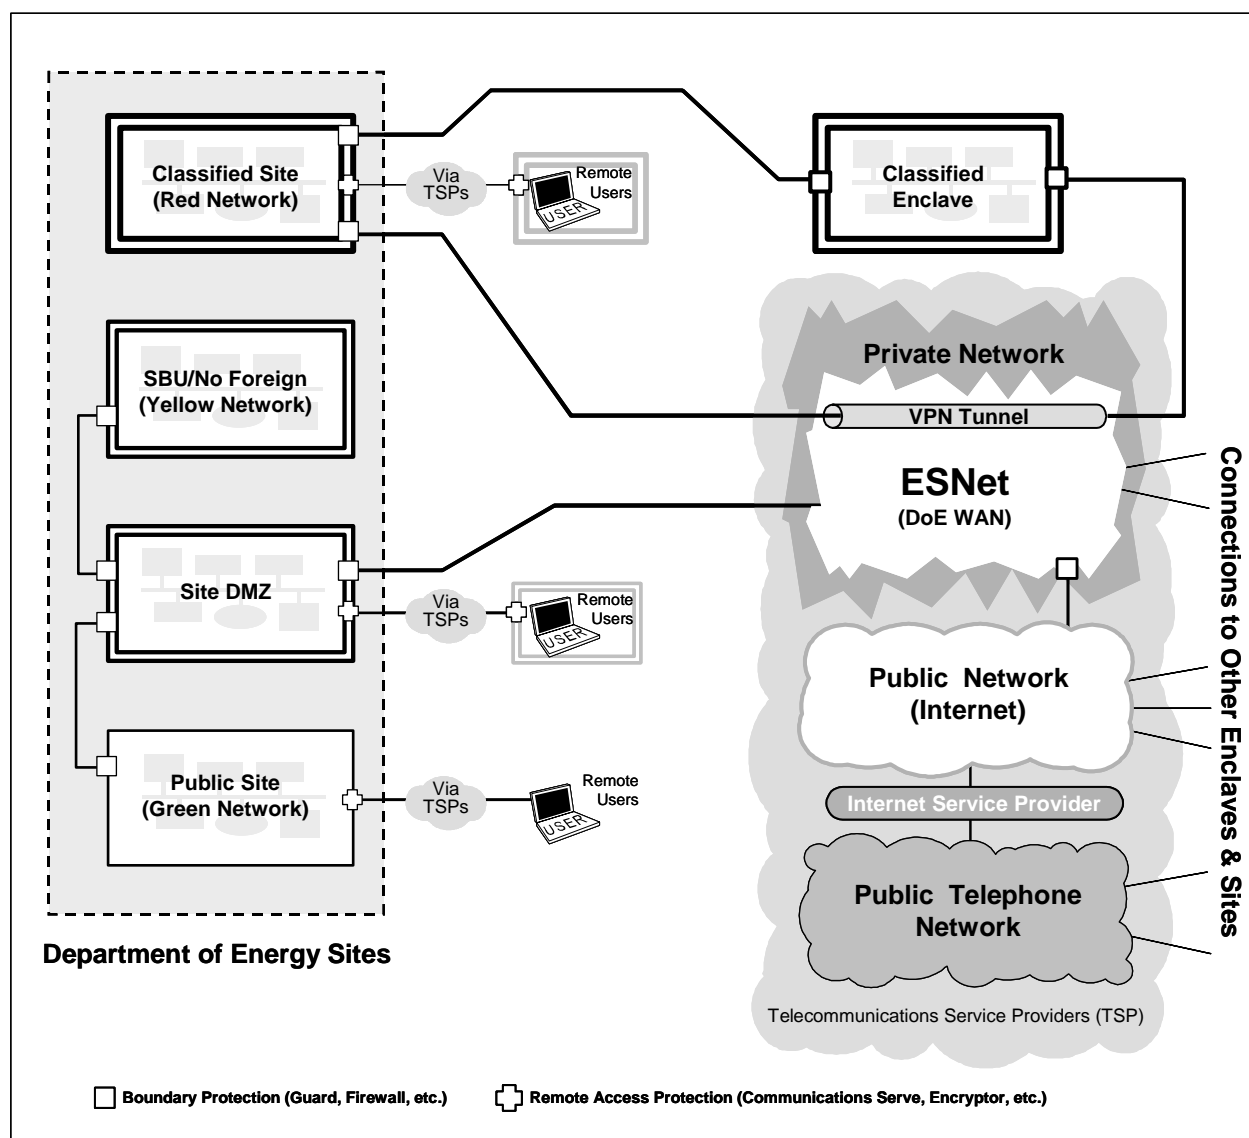 Classified Site
(Red Network)
Via
TSPs
Remote
Users
USER
Classified
Enclave
SBU/No Foreign
(Yellow Network)
Private Network
VPN Tunnel
ESNet
(DoE WAN)
Site DMZ
Via
TSPs
Remote
Users
USER
Public Network
(Internet)
Public Site
(Green Network)
Via
TSPs
Remote
Users
USER
Internet Service Provider
Public Telephone
Network
Connections to Other Enclaves & Sites
Department of Energy Sites
Telecommunications Service Providers (TSP)
Boundary Protection (Guard, Firewall, etc.)
Remote Access Protection (Communications Serve, Encryptor, etc.)